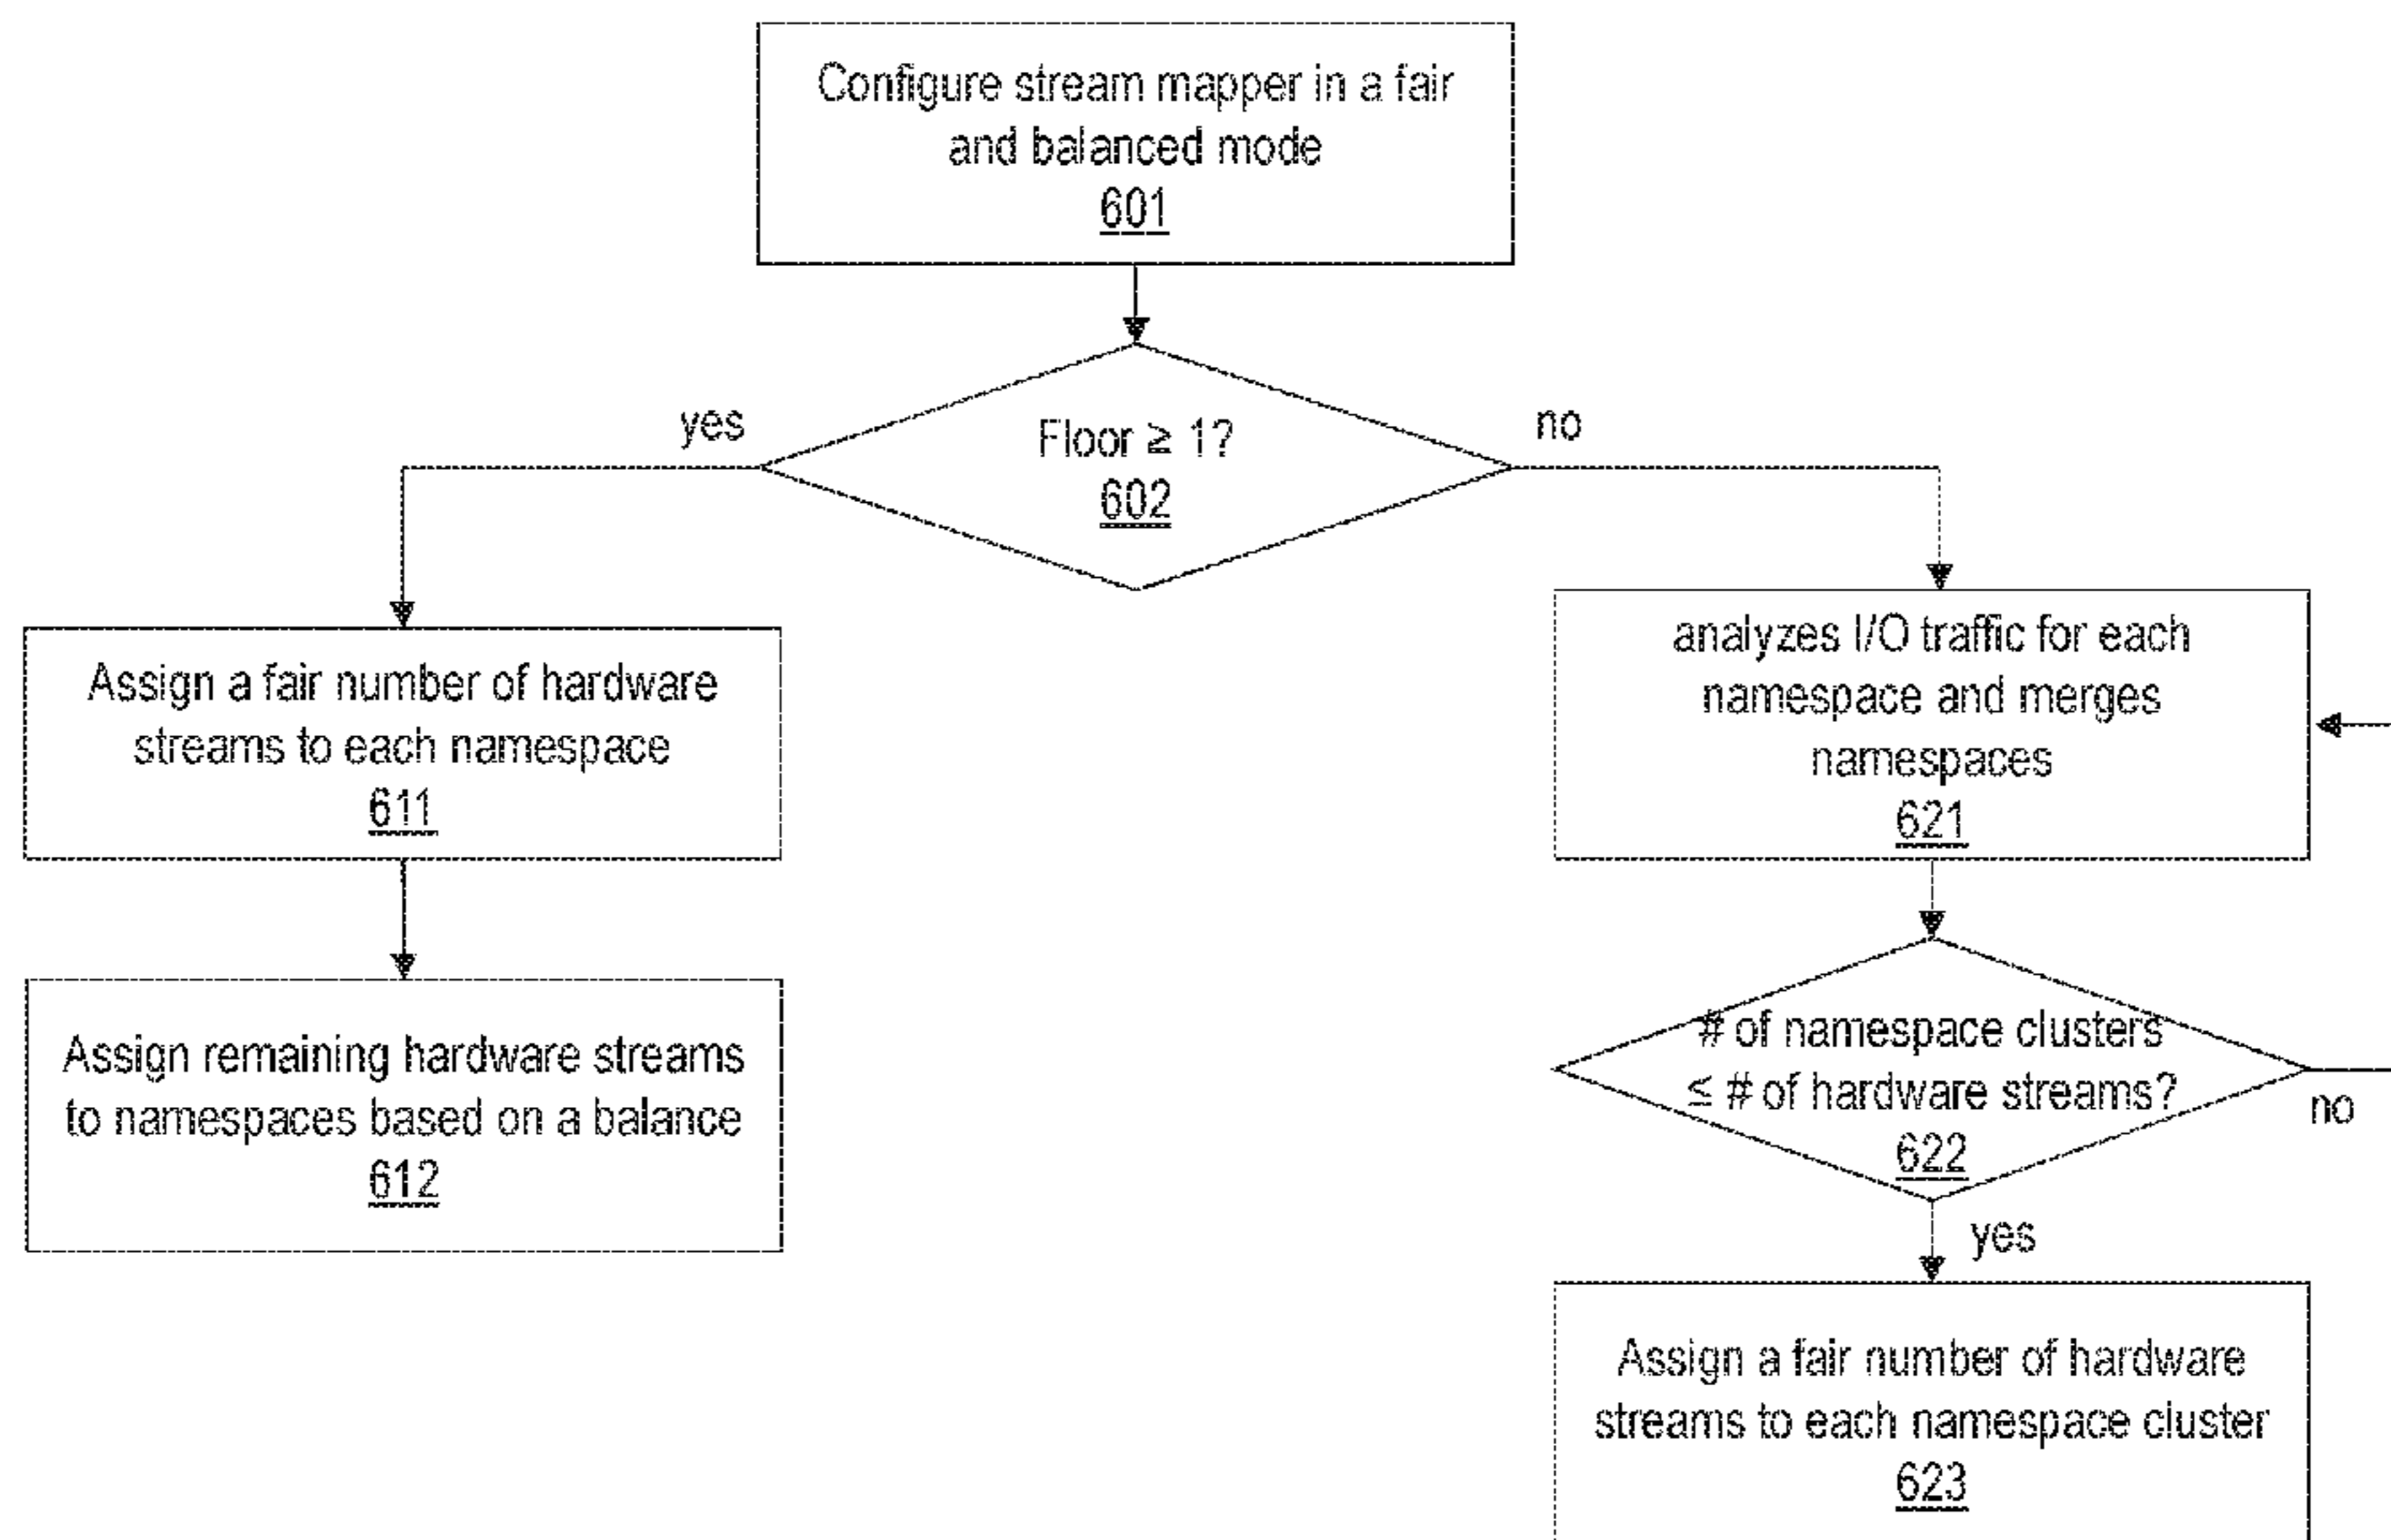 Configure stream mapper in a fair
and balanced mode
601
yes
Floor ≥ 1?
602
no
Assign a fair number of hardware
streams to each namespace
611
Assign remaining hardware streams
to namespaces based on a balance
612
analyzes I/O traffic for each
namespace and merges
namespaces
621
# of namespace clusters
≤ # of hardware streams?
622
no
yes
Assign a fair number of hardware
streams to each namespace cluster
623